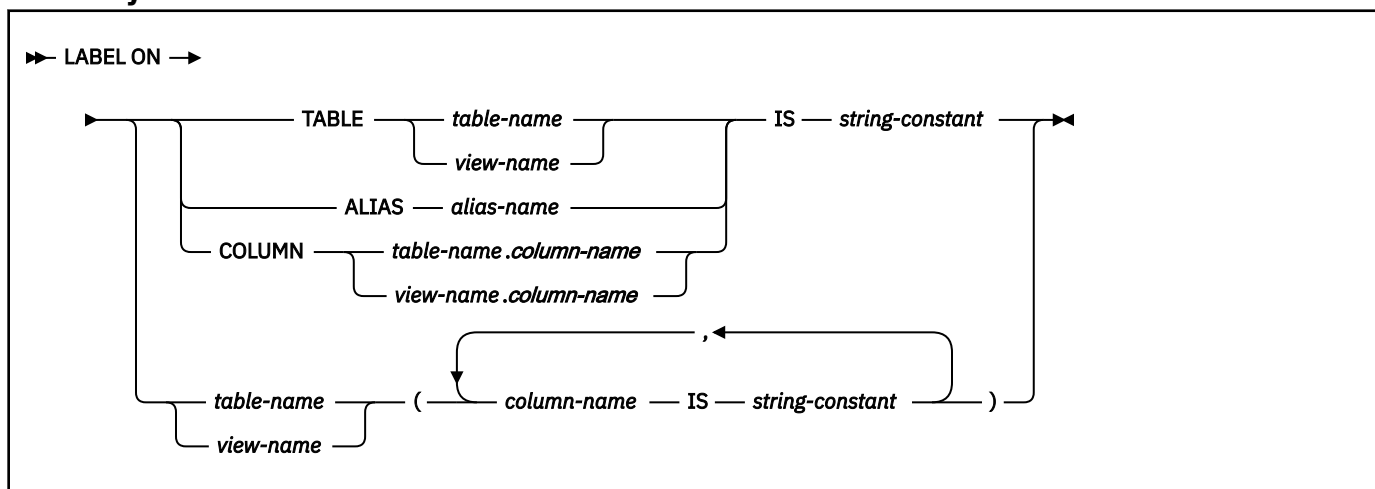 LABEL ON
TABLE table-name IS string-constant
view-name
ALIAS alias-name
COLUMN table-name.column-name
view-name.column-name
,
table-name ( column-name IS string-constant )
view-name